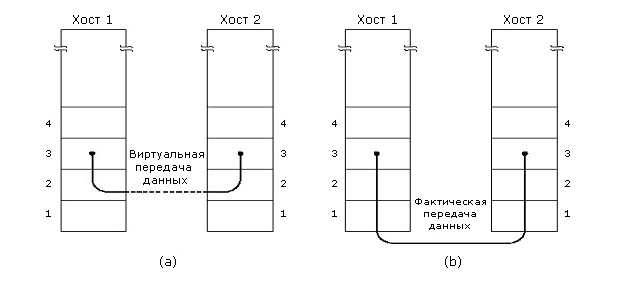 Хост 1
Хост 2
4
4
3
Виртуальная
передача
данных
3
2
2
1
1
(a)
Хост 1
Хост 2
4
4
3
3
2
2
1
Фактическая
передача
данных
1
(b)